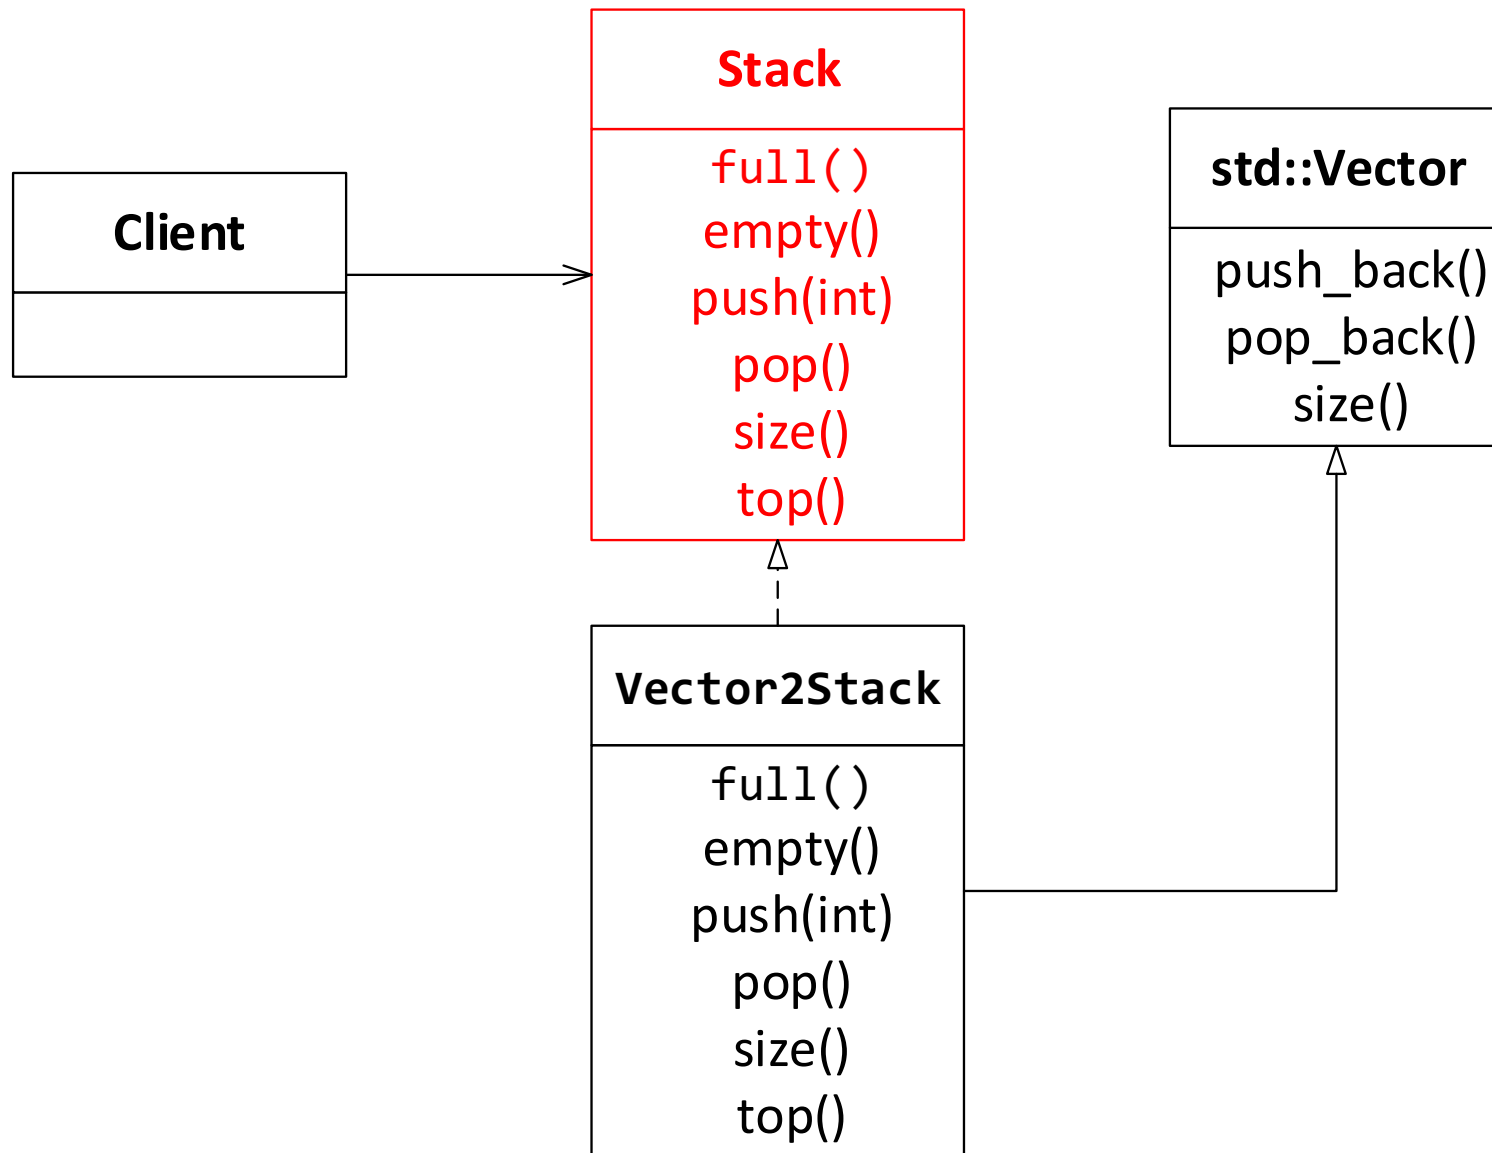 Stack
full()
empty()
push(int)
pop()
size()
top()
Client
std::Vector
push_back()
pop_back()
size()
Vector2Stack
full()
empty()
push(int)
pop()
size()
top()